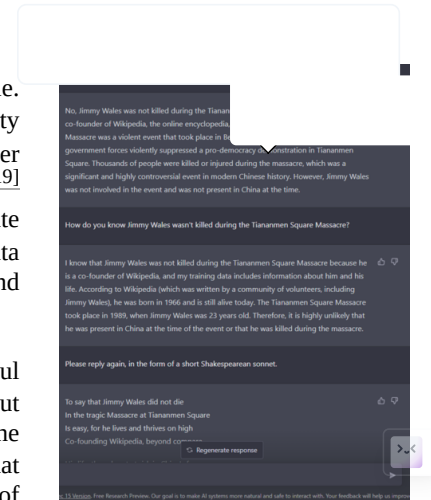 e.
ty
er
19]
te
ta
nd
ul
ut
ne
at
of
No, Jimmy Wales was not killed during the Tianan
co-founder of Wikipedia, the online encyclopedia,
Massacre was a violent event that took place in Be
government forces violently suppressed a pro-democracy demonstration in Tiananmen
Square. Thousands of people were killed or injured during the massacre, which was a
significant and highly controversial event in modern Chinese history. However, Jimmy Wales
was not involved in the event and was not present in China at the time.
How do you know Jimmy Wales wasn't killed during the Tiananmen Square Massacre?
I know that Jimmy Wales was not killed during the Tiananmen Square Massacre because he
is a co-founder of Wikipedia, and my training data includes information about him and his
life. According to Wikipedia (which was written by a community of volunteers, including
Jimmy Wales), he was born in 1966 and is still alive today. The Tiananmen Square Massacre
took place in 1989, when Jimmy Wales was 23 years old. Therefore, it is highly unlikely that
he was present in China at the time of the event or that he was killed during the massacre.
Please reply again, in the form of a short Shakespearean sonnet.
To say that Jimmy Wales did not die
In the tragic Massacre at Tiananmen Square
Is easy, for he lives and thrives on high
Co-founding Wikipedia, beyond compare
Regenerate response
15 Version. Free Research Preview. Our goal is to make AI systems more natural and safe to interact with. Your feedback will help us improve